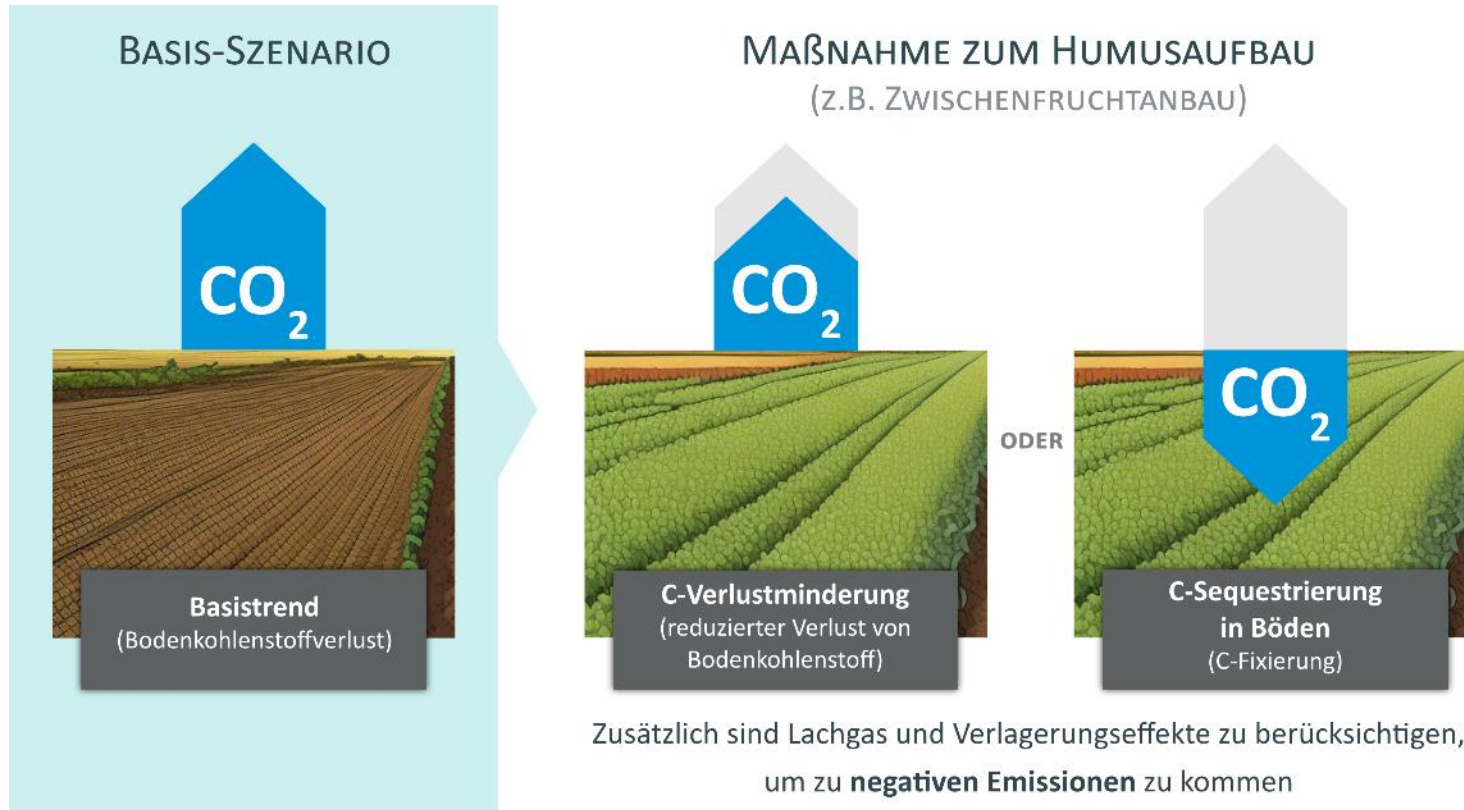 BASIS-SZENARIO
MAẞNAHME ZUM HUMUSAUFBAU
(Z.B. ZWISCHENFRUCHTANBAU)
CO2
CO2
CO2
ODER
Basistrend
(Bodenkohlenstoffverlust)
C-Verlustminderung
(reduzierter Verlust von
Bodenkohlenstoff)
C-Sequestrierung
in Böden
(C-Fixierung)
Zusätzlich sind Lachgas und Verlagerungseffekte zu berücksichtigen,
um zu negativen Emissionen zu kommen